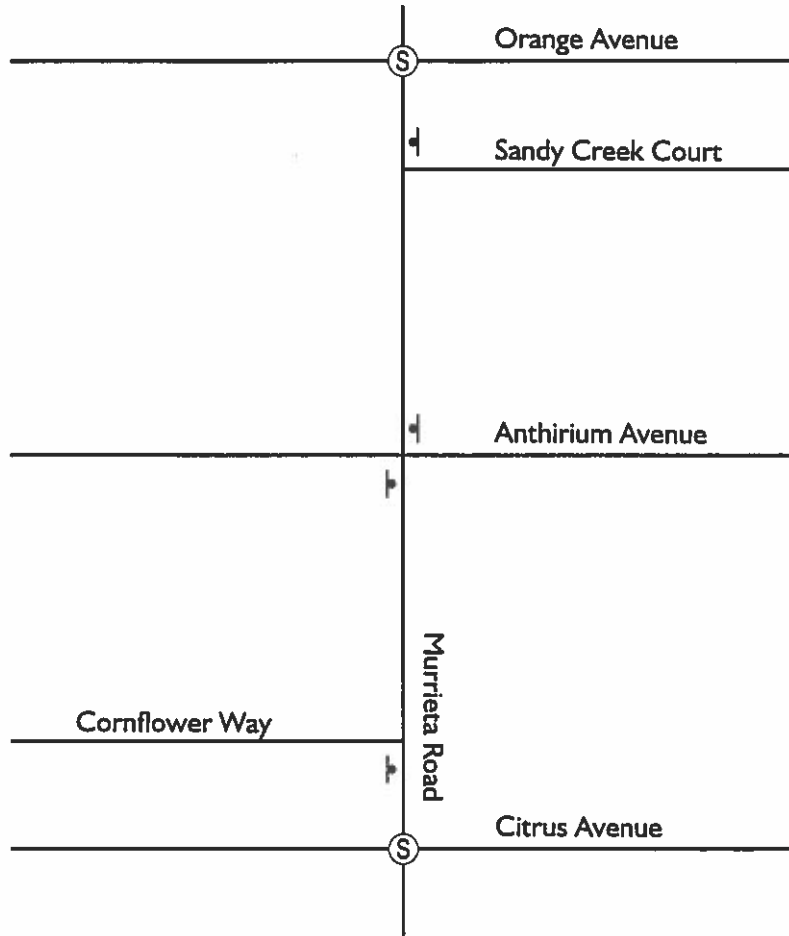 Orange Avenue
S
Sandy Creek Court
Anthirium Avenue
Murrieta Road
Cornflower Way
Citrus Avenue
S